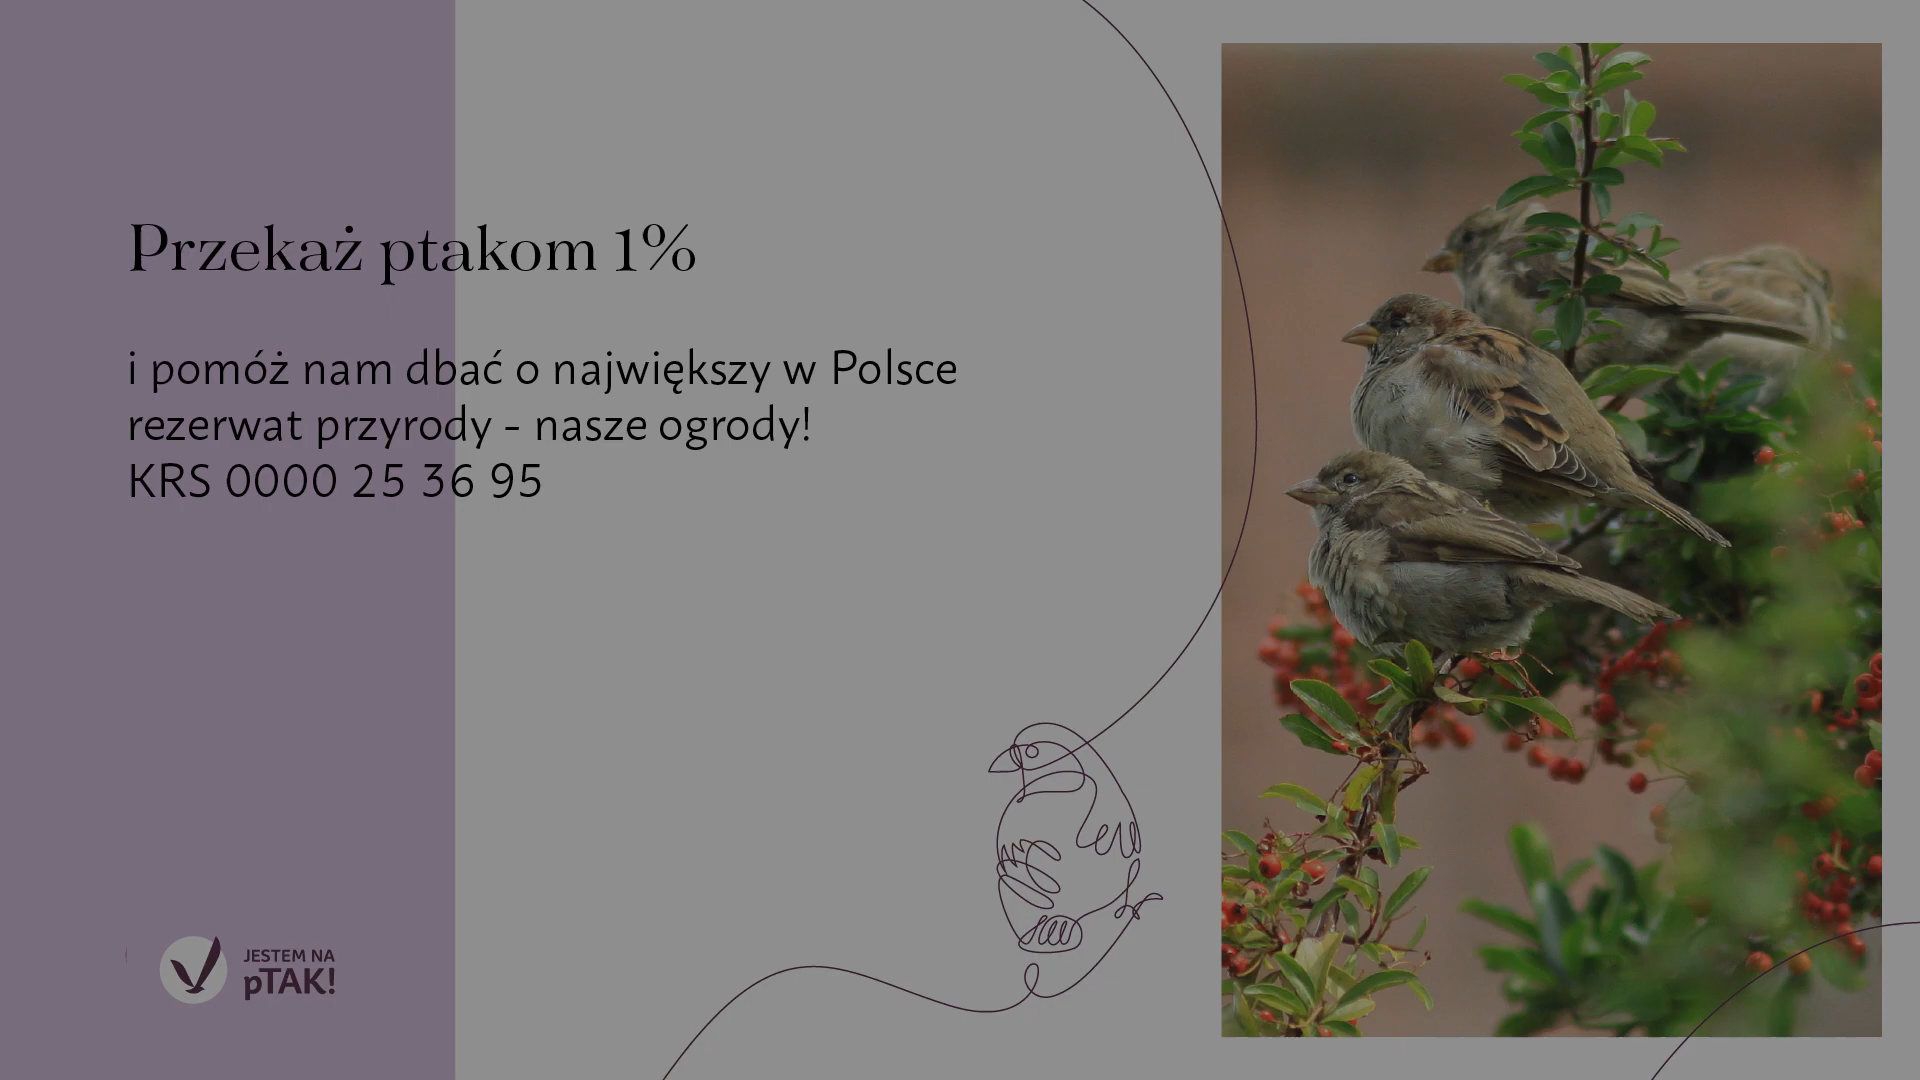 Przekaż ptakom 1%
i pomóż nam dbać o największy w Polsce
rezerwat przyrody - nasze ogrody!
KRS 0000 25 36 95
JESTEM NA
pTAK!